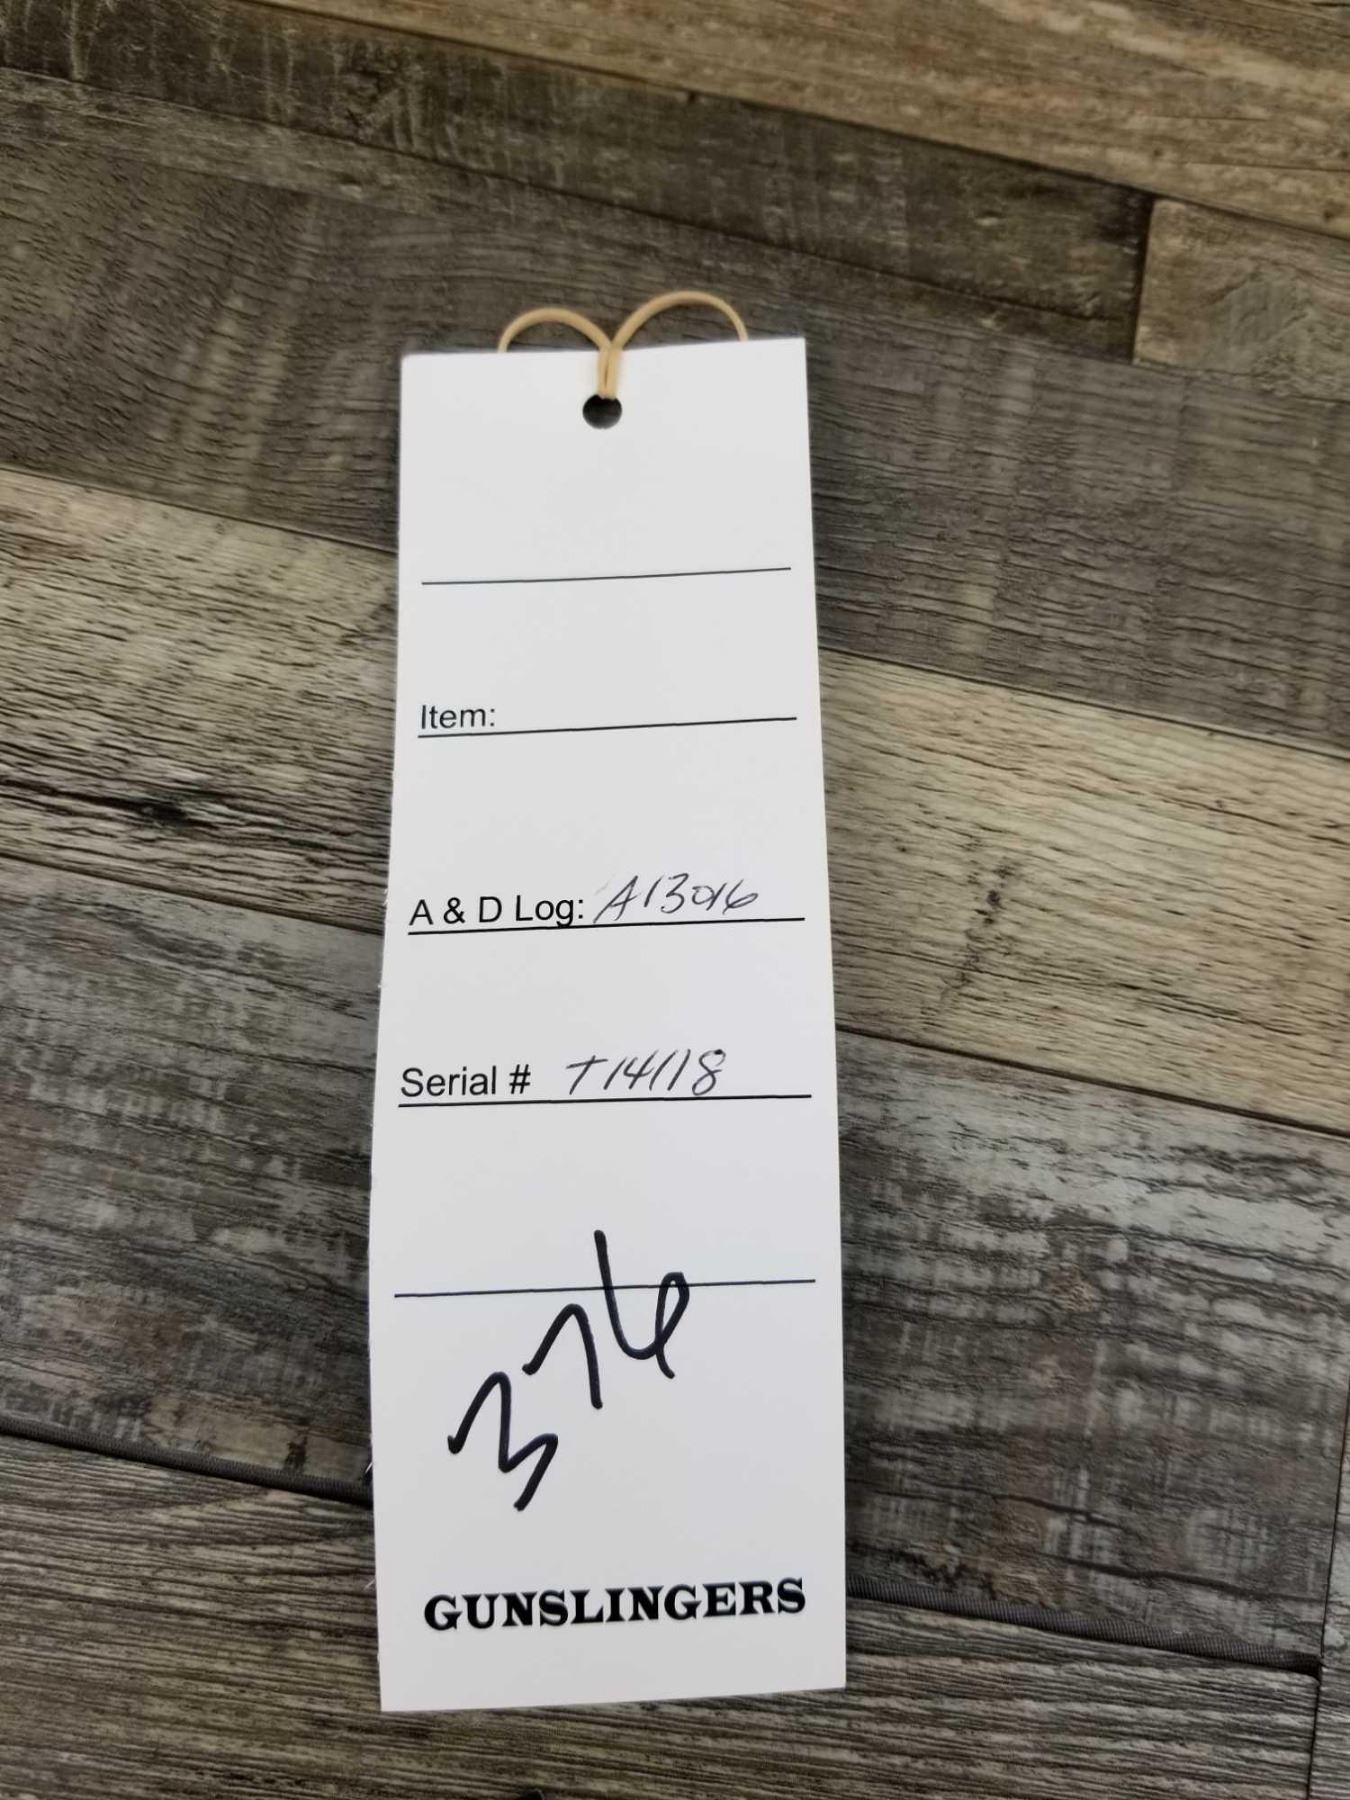 Item:
A & D Log: A13016
Serial # T14118
376
GUNSLINGERS